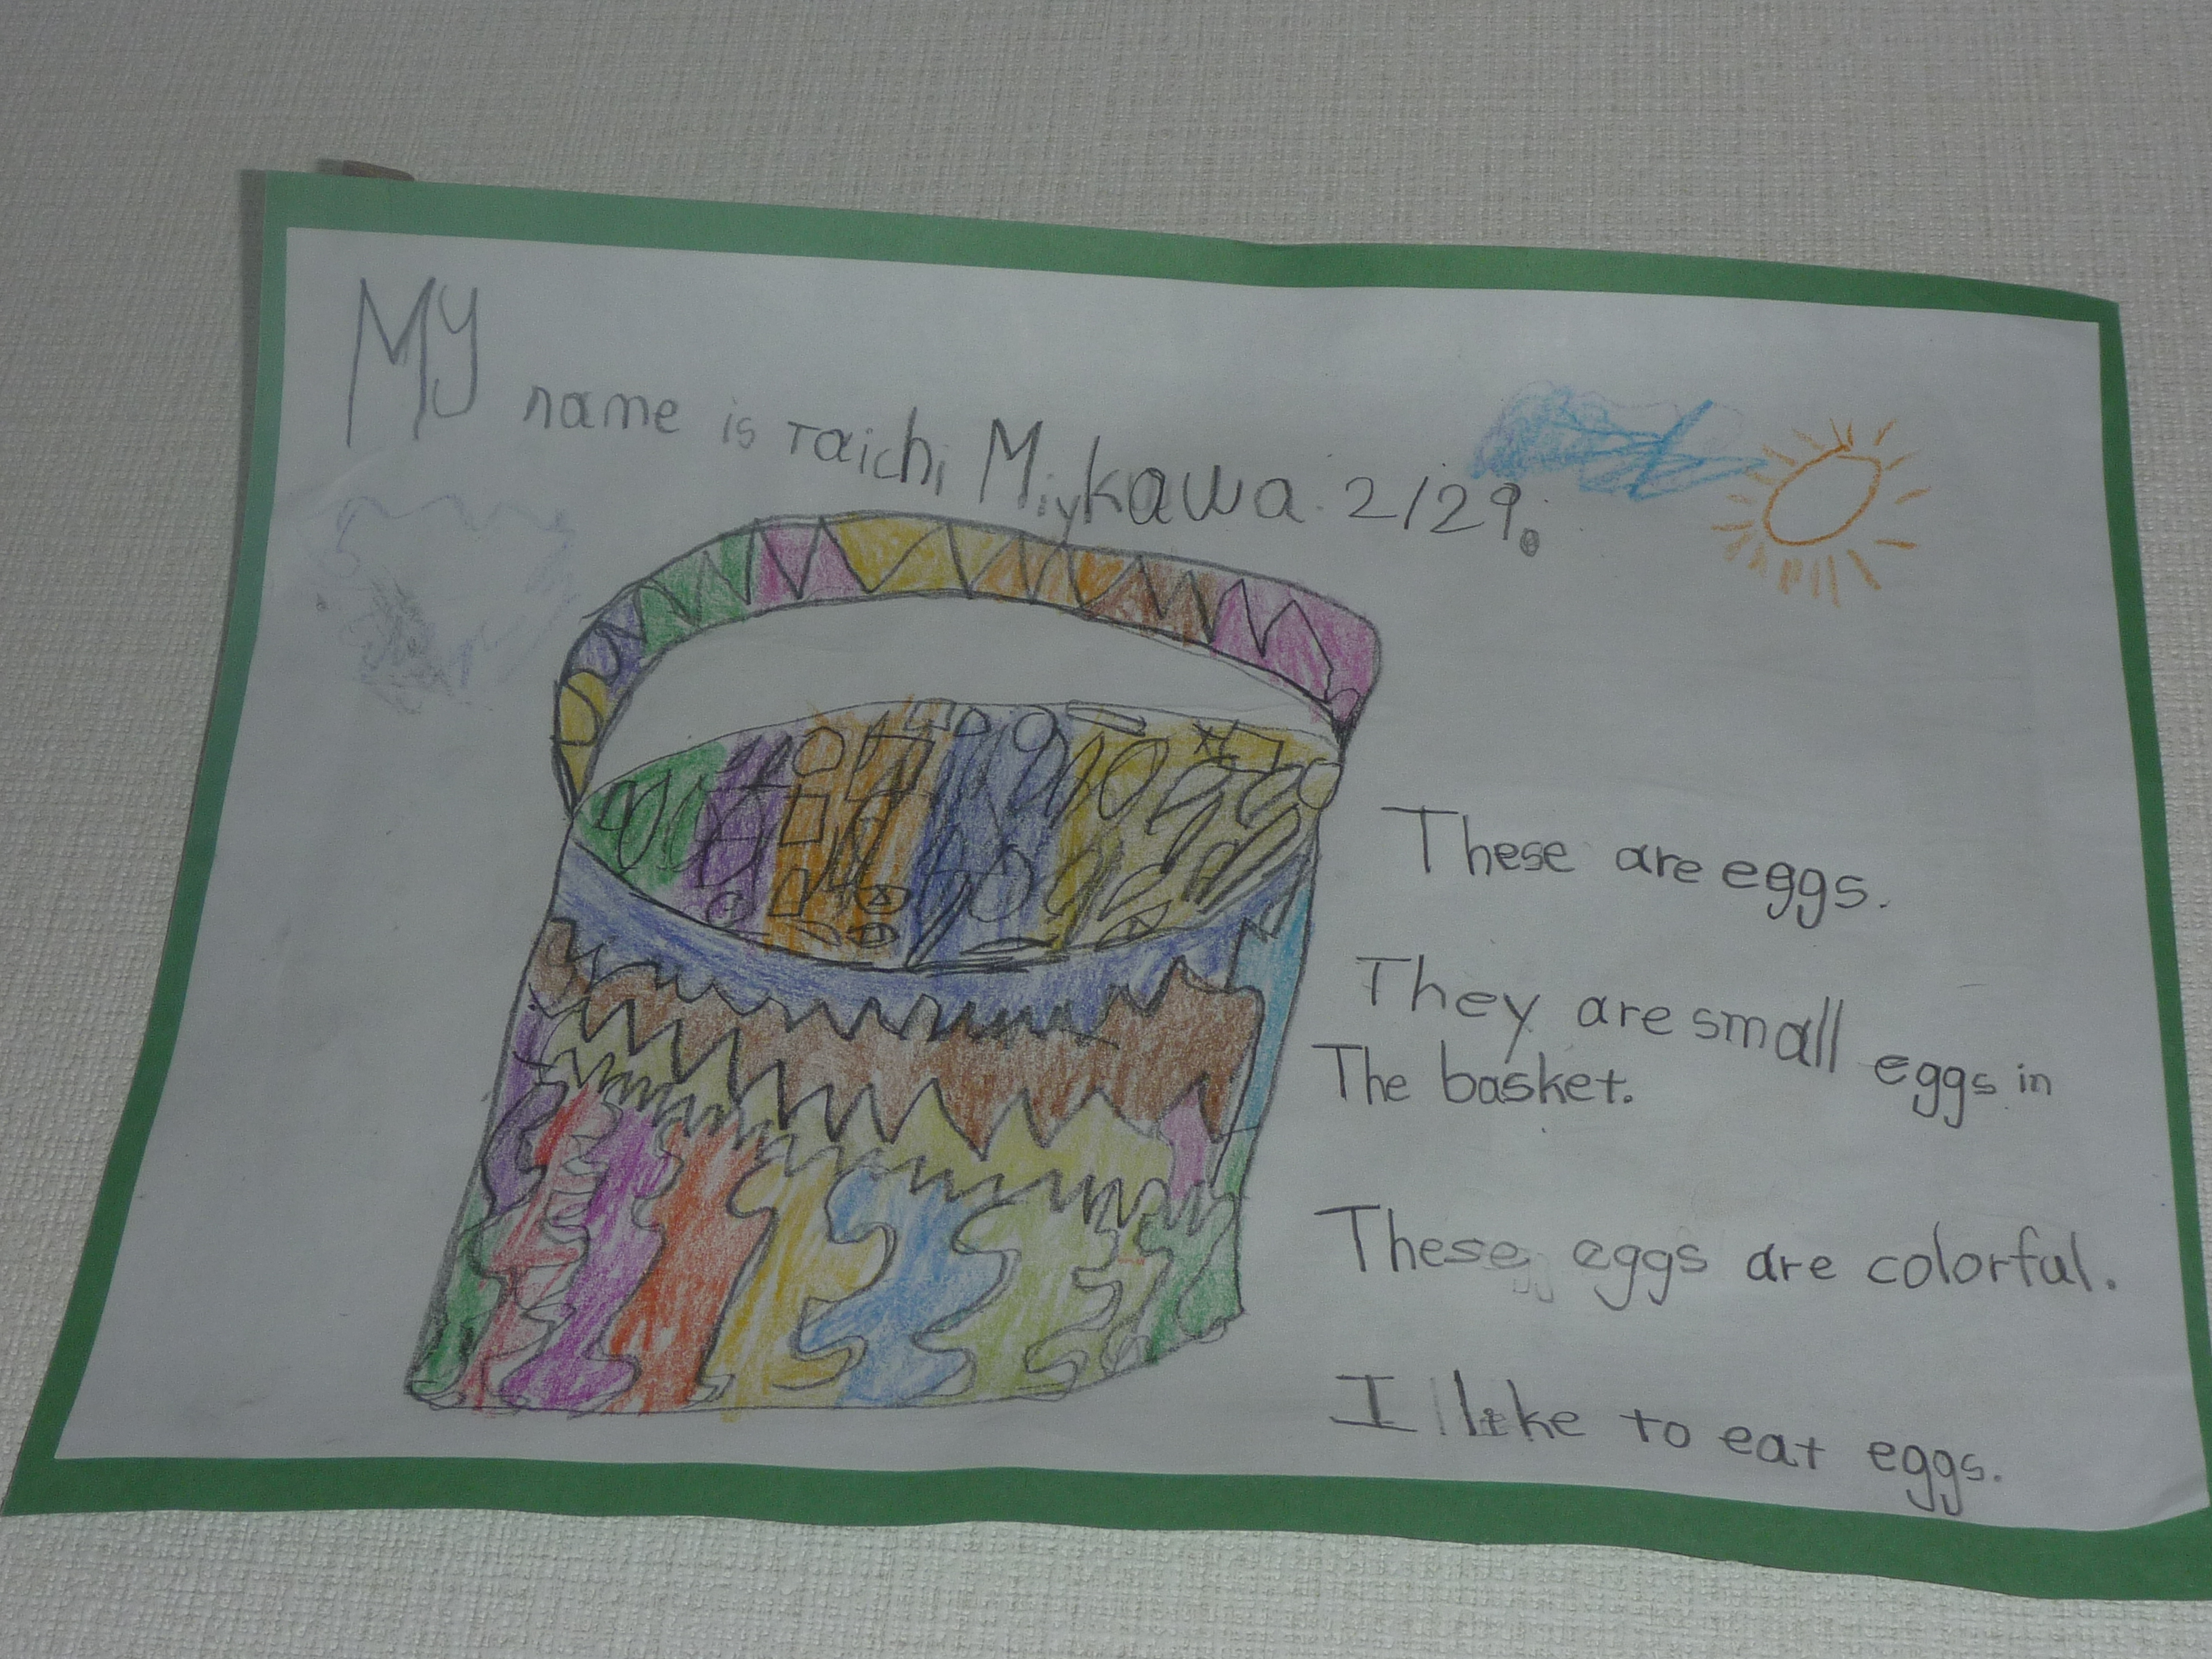 My name is Taichi Miykawa 2/29.
These are eggs.
They are small eggs in
The basket.
These eggs are colorful.
I like to eat eggs.